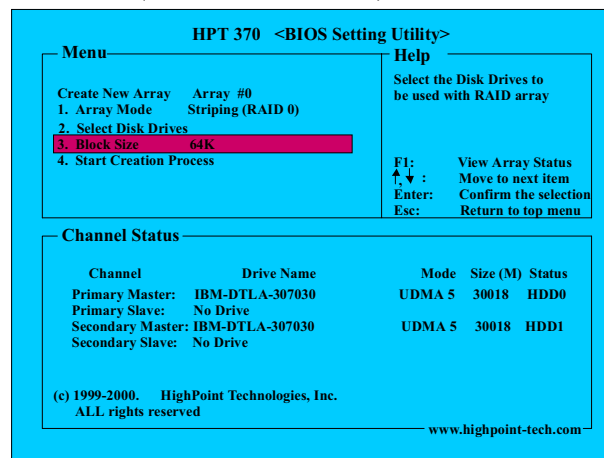 HPT 370 <BIOS Setting Utility>
Menu
Create New Array Array #0
1. Array Mode Striping (RAID 0)
2. Select Disk Drives
3. Block Size 64K
4. Start Creation Process
Help
Select the Disk Drives to
be used with RAID array
F1: View Array Status
↑,↓ : Move to next item
Enter: Confirm the selection
Esc: Return to top menu
Channel Status
Channel Drive Name Mode Size (M) Status
Primary Master: IBM-DTLA-307030 UDMA 5 30018 HDD0
Primary Slave: No Drive
Secondary Master: IBM-DTLA-307030 UDMA 5 30018 HDD1
Secondary Slave: No Drive
(c) 1999-2000. HighPoint Technologies, Inc.
ALL rights reserved
www.highpoint-tech.com